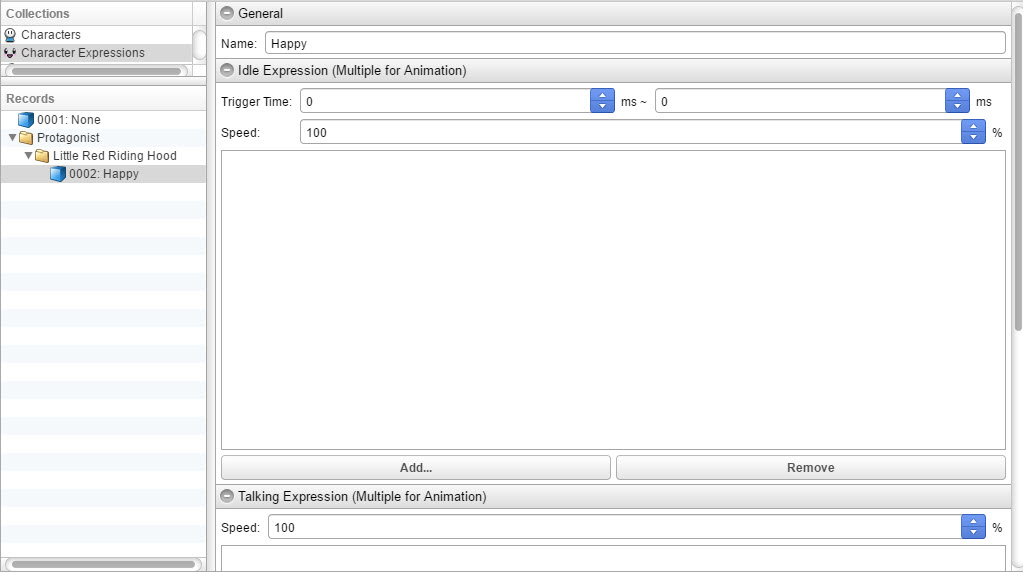 Collections
Characters
Character Expressions
Records
0001: None
Protagonist
Little Red Riding Hood
0002: Happy
General
Name: Happy
Idle Expression (Multiple for Animation)
Trigger Time: 0 ms ~ 0 ms
Speed: 100 %
Add... Remove
Talking Expression (Multiple for Animation)
Speed: 100 %